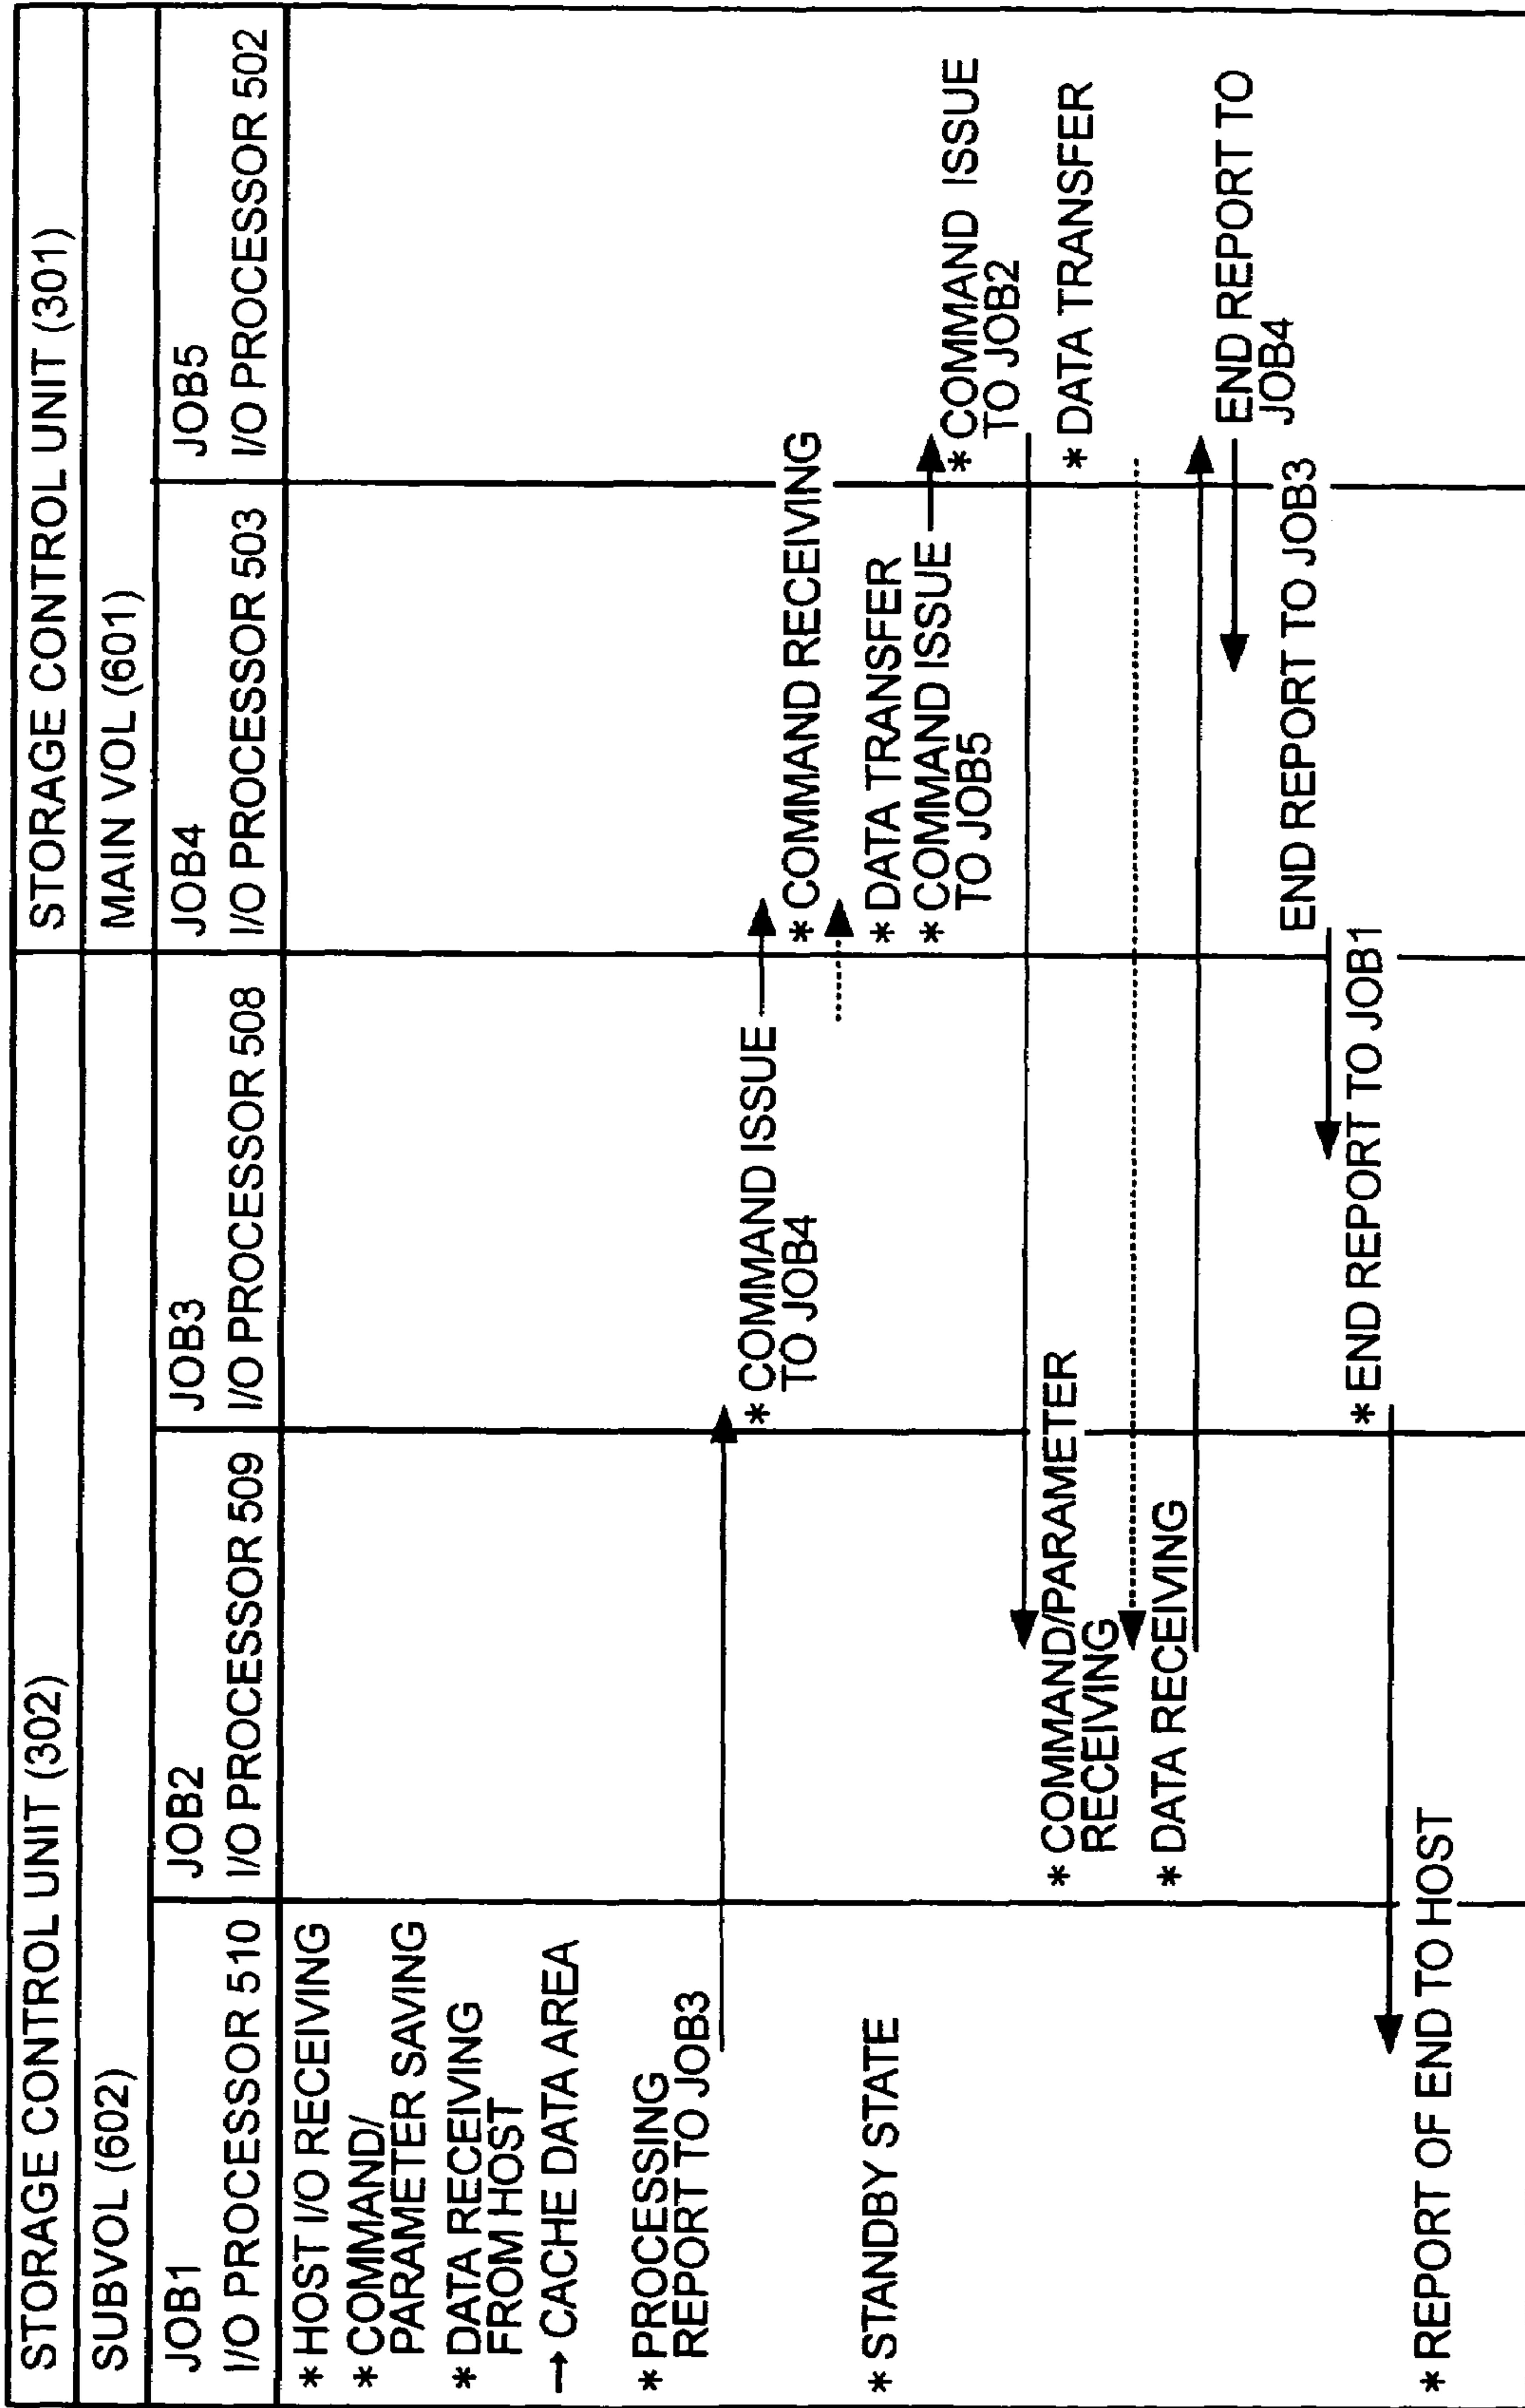 STORAGE CONTROL UNIT (302)
STORAGE CONTROL UNIT (301)
SUBVOL (602)
MAIN VOL (601)
JOB1
JOB2
JOB3
JOB4
JOB5
I/O PROCESSOR 510
I/O PROCESSOR 509
I/O PROCESSOR 508
I/O PROCESSOR 503
I/O PROCESSOR 502
* HOST I/O RECEIVING
* COMMAND/
PARAMETER SAVING
* DATA RECEIVING
FROM HOST
→ CACHE DATA AREA
* PROCESSING
REPORT TO JOB3
* COMMAND ISSUE
TO JOB4
* COMMAND RECEIVING
* STANDBY STATE
* DATA TRANSFER
* COMMAND ISSUE
TO JOB5
* COMMAND ISSUE
TO JOB2
* COMMAND/PARAMETER
RECEIVING
* DATA TRANSFER
* DATA RECEIVING
END REPORT TO
JOB4
END REPORT TO JOB3
* END REPORT TO JOB1
* REPORT OF END TO HOST